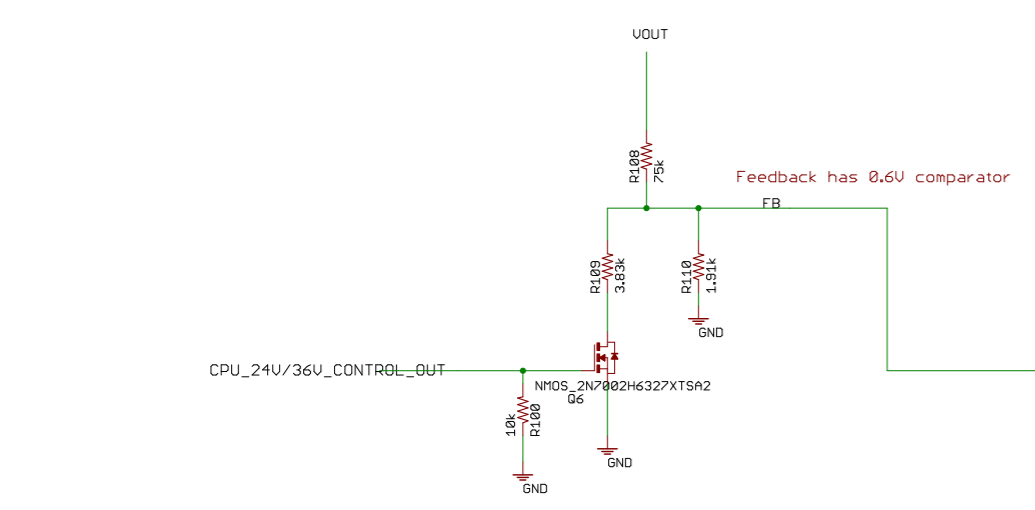 VOUT
R108
75k
Feedback has 0.6V comparator
FB
R109
3.83k
R110
1.91k
GND
CPU_24V/36V_CONTROL_OUT
NMOS_2N7002H6327XTSA2
Q6
10k
R100
GND
GND